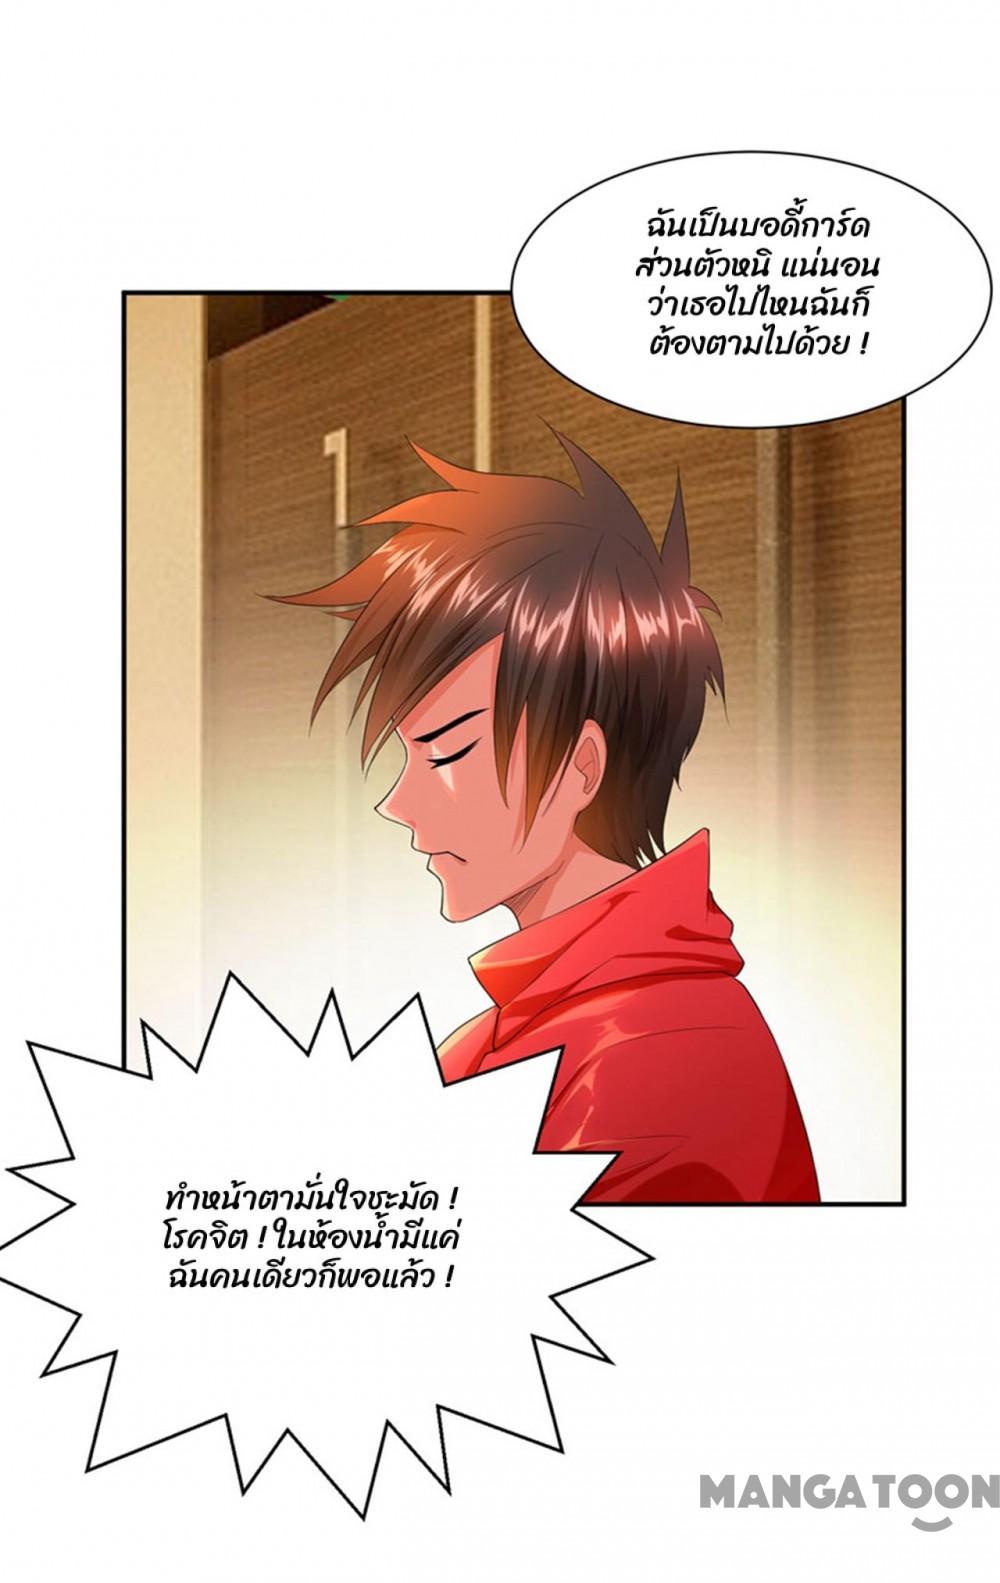 ฉันเป็นบอดี้การ์ด
ส่วนตัวหนิ แน่นอน
ว่าเธอไปไหนฉันก็
ต้องตามไปด้วย !
ทำหน้าตามั่นใจชะมัด !
โรคจิต ! ในห้องน้ำมีแค่
ฉันคนเดียวก็พอแล้ว !
MANGATOON